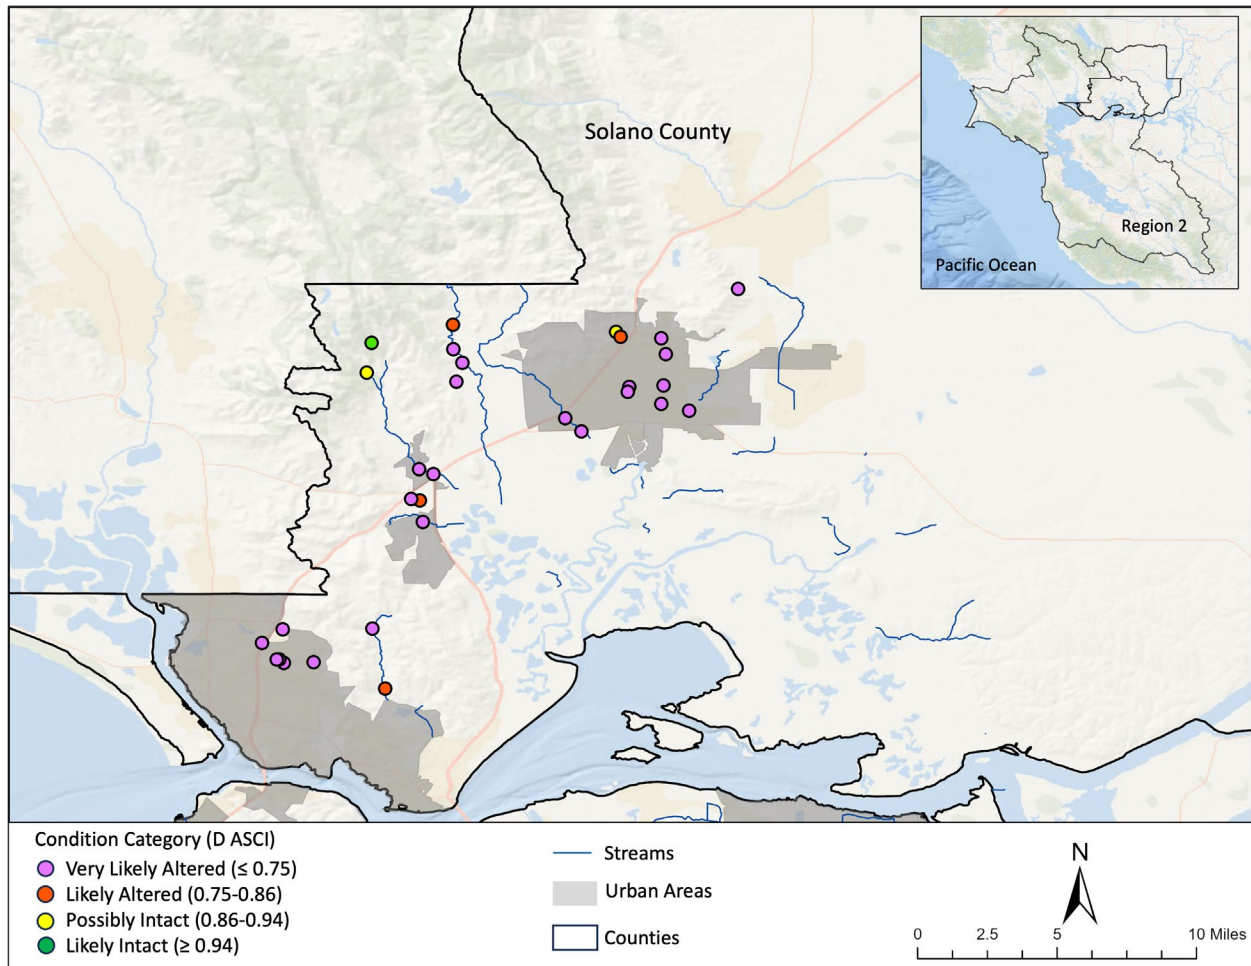 Solano County
Region 2
Pacific Ocean
Condition Category (D ASCI)
Very Likely Altered (≤ 0.75)
Likely Altered (0.75-0.86)
Possibly Intact (0.86-0.94)
Likely Intact (≥ 0.94)
Streams
Urban Areas
Counties
N
0 2.5 5 10 Miles